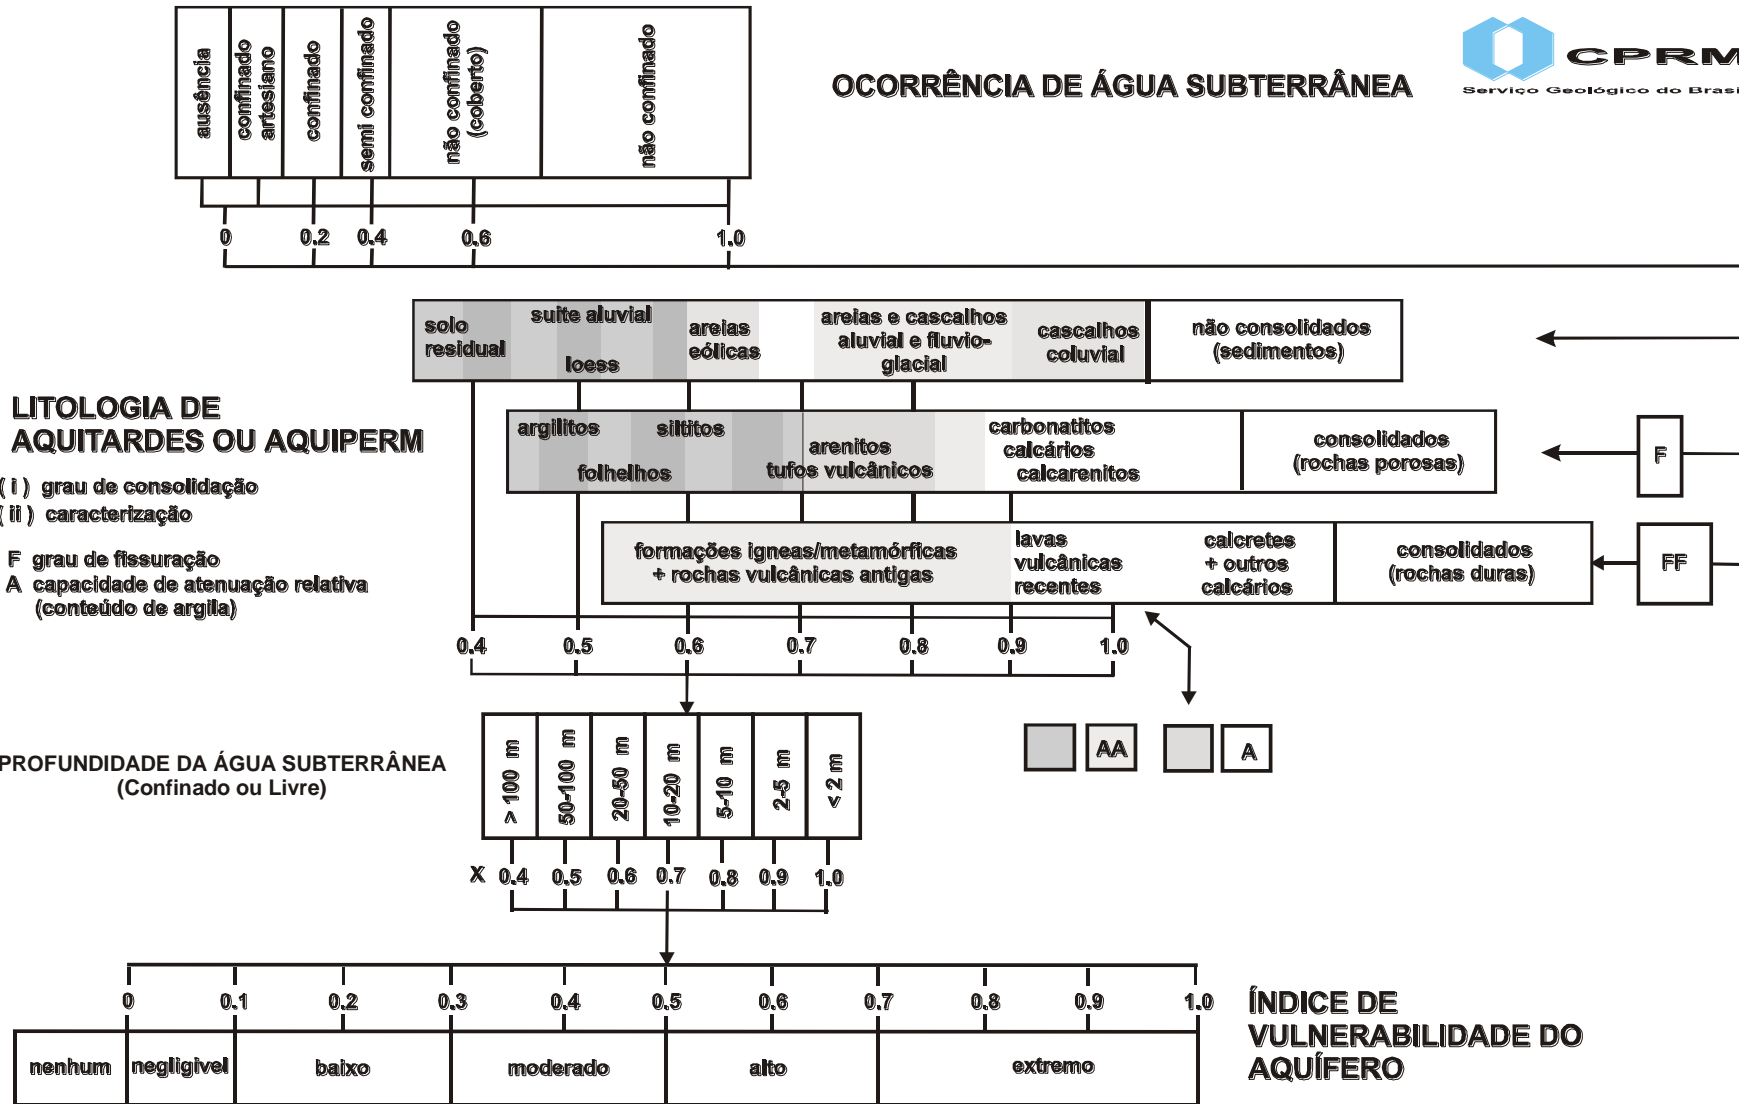 ausência
confinado
artesiano
confinado
semi confinado
não confinado
(coberto)
não confinado
OCORRÊNCIA DE ÁGUA SUBTERRÂNEA
CPRM
Serviço Geológico do Brasi
0 0.2 0.4 0.6 1.0
solo
residual
suite aluvial
loess
areias
eólicas
areias e cascalhos
aluvial e fluvio-
glacial
cascalhos
coluvial
não consolidados
(sedimentos)
LITOLOGIA DE
AQUITARDES OU AQUIPERM
( i ) grau de consolidação
( ii ) caracterização
F grau de fissuração
A capacidade de atenuação relativa
(conteúdo de argila)
argilitos
folhelhos
siltitos
arenitos
tufos vulcânicos
carbonatitos
calcários
calcarenitos
consolidados
(rochas porosas)
F
formações igneas/metamórficas
+ rochas vulcânicas antigas
lavas
vulcânicas
recentes
calcretes
+ outros
calcários
consolidados
(rochas duras)
FF
0.4 0.5 0.6 0.7 0.8 0.9 1.0
AA
A
PROFUNDIDADE DA ÁGUA SUBTERRÂNEA
(Confinado ou Livre)
> 100 m
50-100 m
20-50 m
10-20 m
5-10 m
2-5 m
< 2 m
X 0.4 0.5 0.6 0.7 0.8 0.9 1.0
0 0.1 0.2 0.3 0.4 0.5 0.6 0.7 0.8 0.9 1.0
nenhum negligivel baixo moderado alto extremo
ÍNDICE DE
VULNERABILIDADE DO
AQUÍFERO